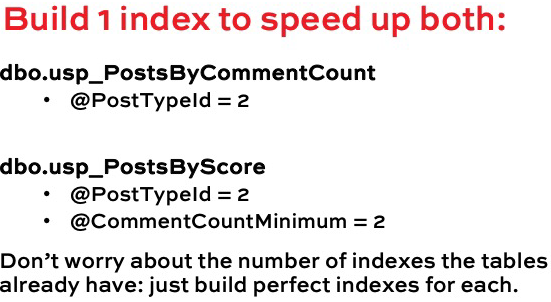 Build 1 index to speed up both:
dbo.usp_PostsByCommentCount
• @PostTypeId = 2
dbo.usp_PostsByScore
• @PostTypeId = 2
• @CommentCountMinimum = 2
Don’t worry about the number of indexes the tables
already have: just build perfect indexes for each.